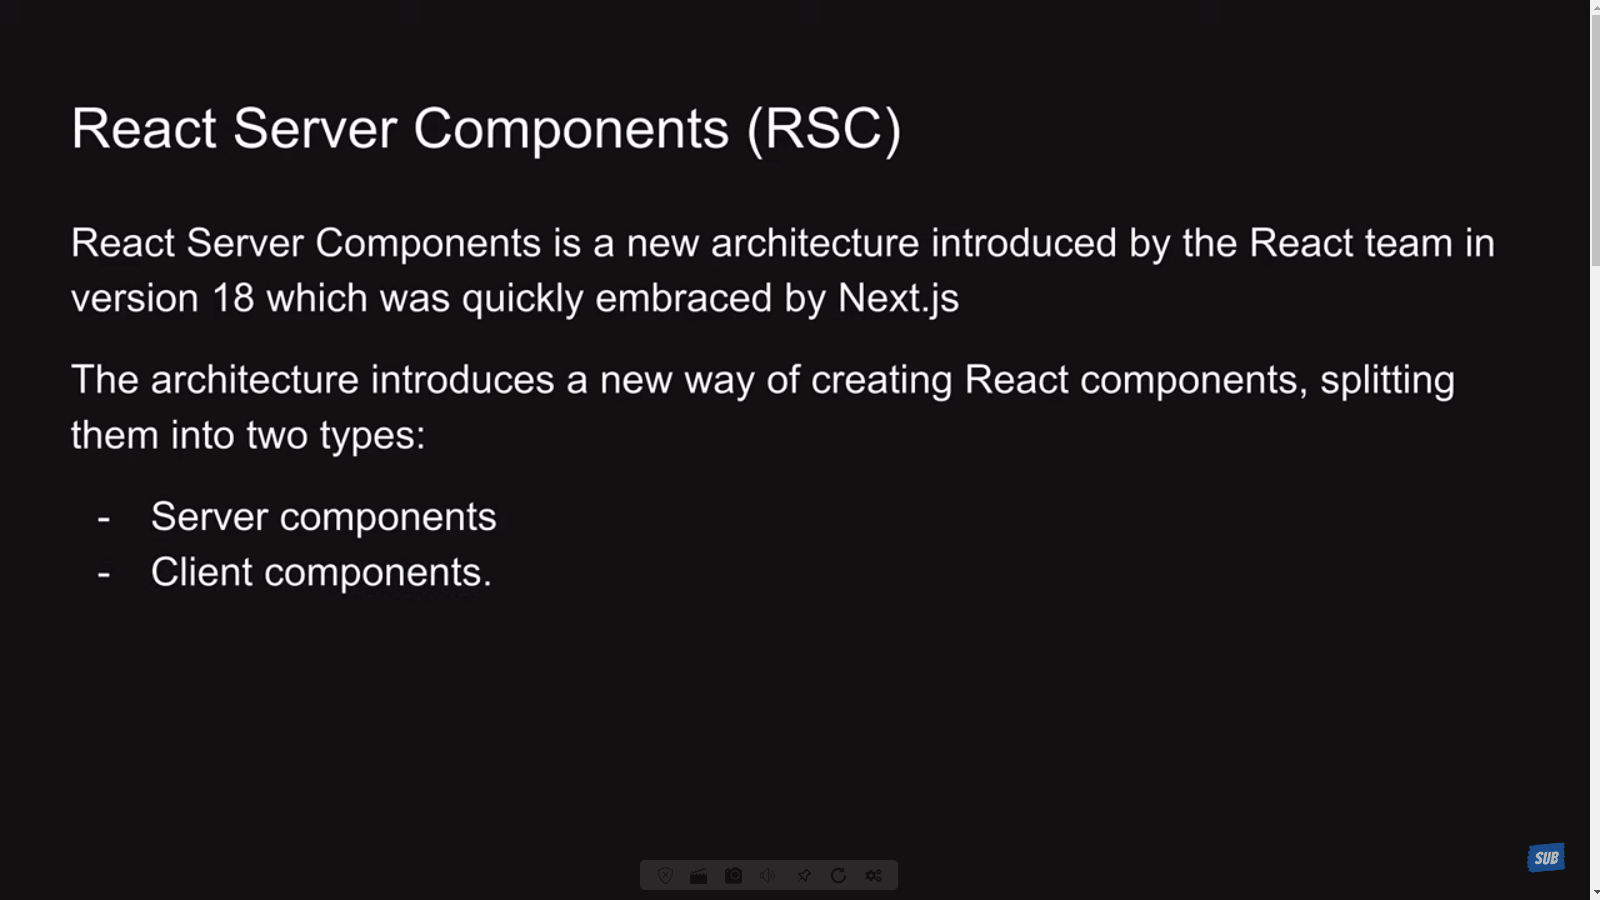 React Server Components (RSC)
React Server Components is a new architecture introduced by the React team in
version 18 which was quickly embraced by Next.js
The architecture introduces a new way of creating React components, splitting
them into two types:
- Server components
- Client components.
SUB